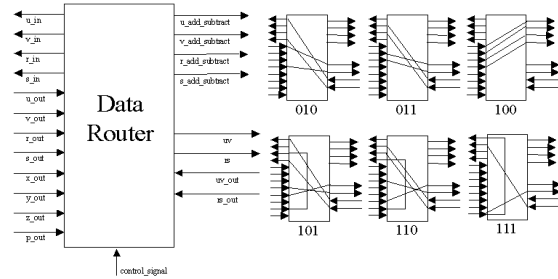 u_in
v_in
r_in
s_in
u_out
v_out
r_out
s_out
x_out
y_out
z_out
p_out
Data
Router
control_signal
u_add_subtract
v_add_subtract
r_add_subtract
s_add_subtract
uv
rs
uv_out
rs_out
010
011
100
101
110
111